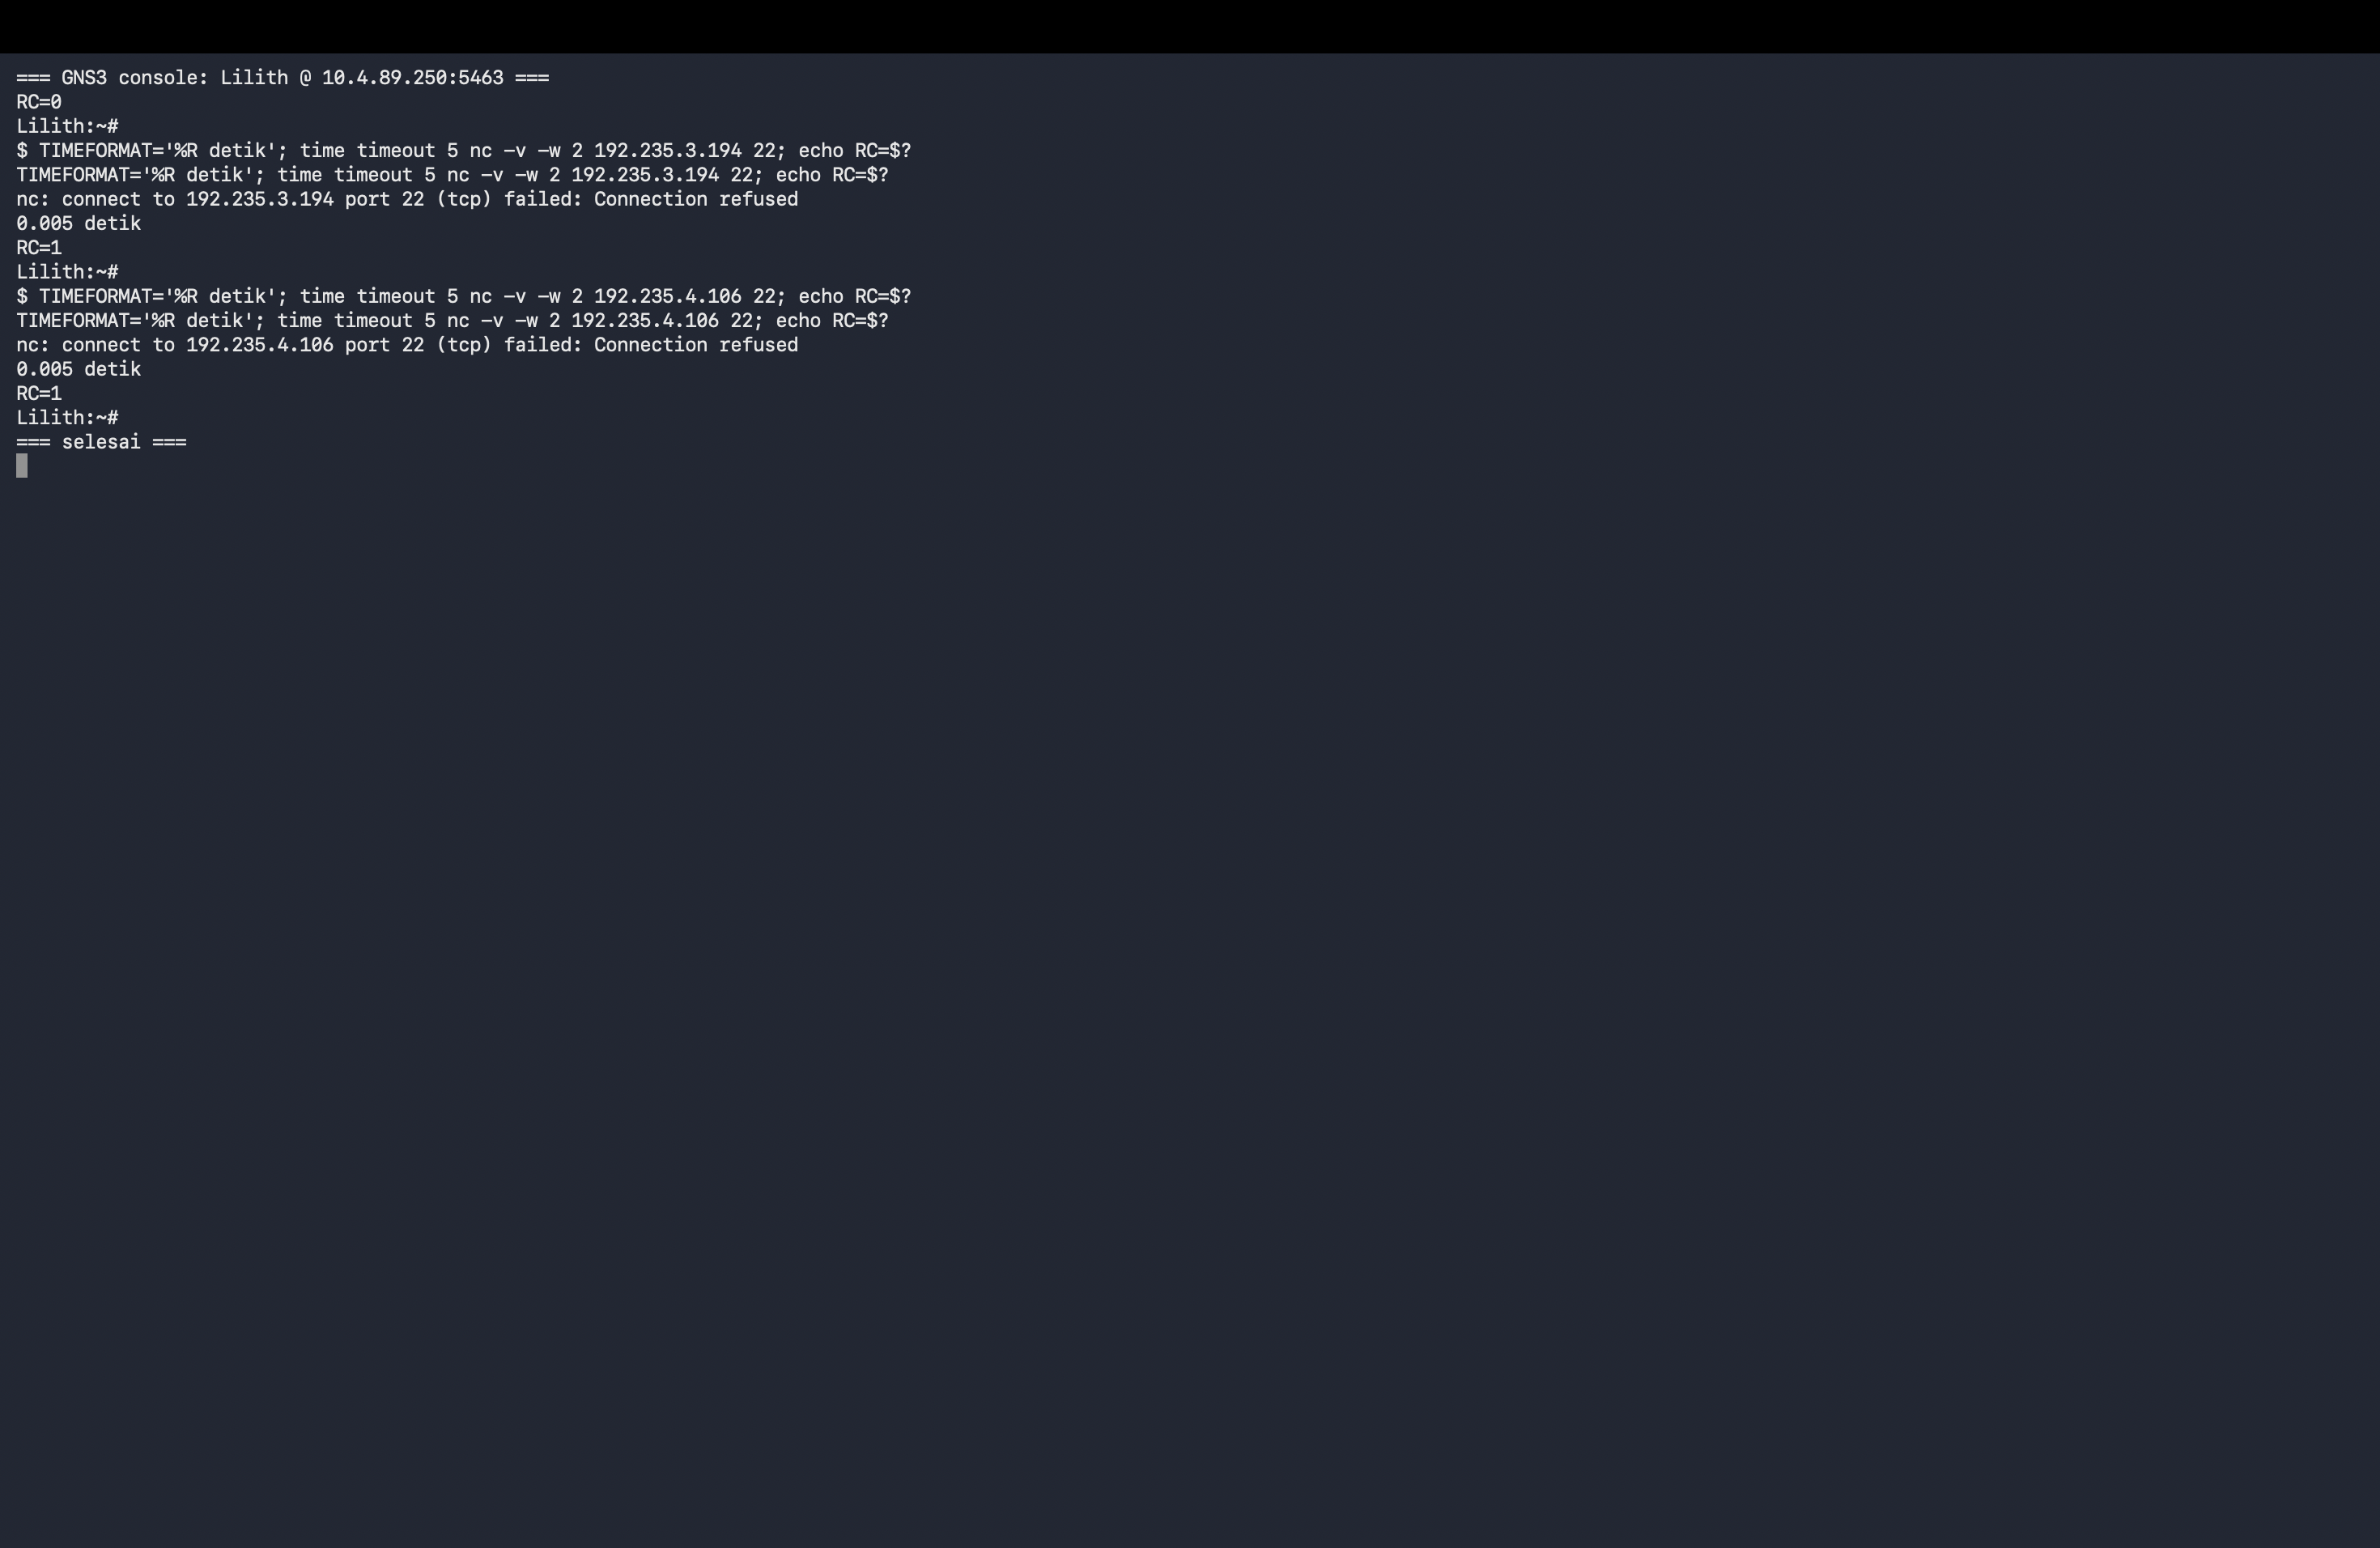 === GNS3 console: Lilith @ 10.4.89.250:5463 ===
RC=0
Lilith:~#
$ TIMEFORMAT='%R detik'; time timeout 5 nc -v -w 2 192.235.3.194 22; echo RC=$?
TIMEFORMAT='%R detik'; time timeout 5 nc -v -w 2 192.235.3.194 22; echo RC=$?
nc: connect to 192.235.3.194 port 22 (tcp) failed: Connection refused
0.005 detik
RC=1
Lilith:~#
$ TIMEFORMAT='%R detik'; time timeout 5 nc -v -w 2 192.235.4.106 22; echo RC=$?
TIMEFORMAT='%R detik'; time timeout 5 nc -v -w 2 192.235.4.106 22; echo RC=$?
nc: connect to 192.235.4.106 port 22 (tcp) failed: Connection refused
0.005 detik
RC=1
Lilith:~#
=== selesai ===